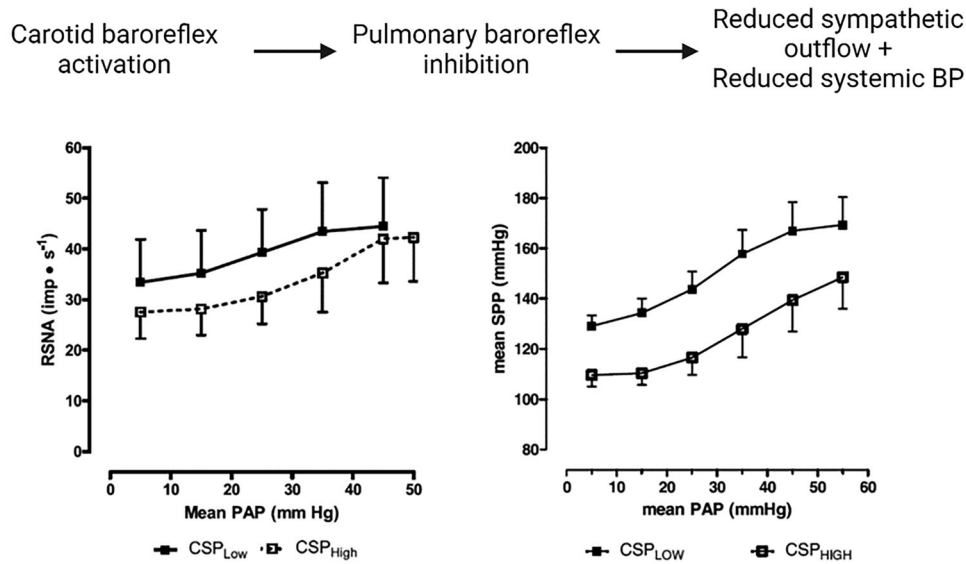 Carotid baroreflex
activation
Pulmonary baroreflex
inhibition
Reduced sympathetic
outflow +
Reduced systemic BP
60
50
40
30
20
10
0
RSNA (imp • s⁻¹)
0 10 20 30 40 50
Mean PAP (mm Hg)
CSPLow CSPHigh
200
180
160
140
120
100
80
mean SPP (mmHg)
0 10 20 30 40 50 60
mean PAP (mmHg)
CSPLOW CSPHIGH